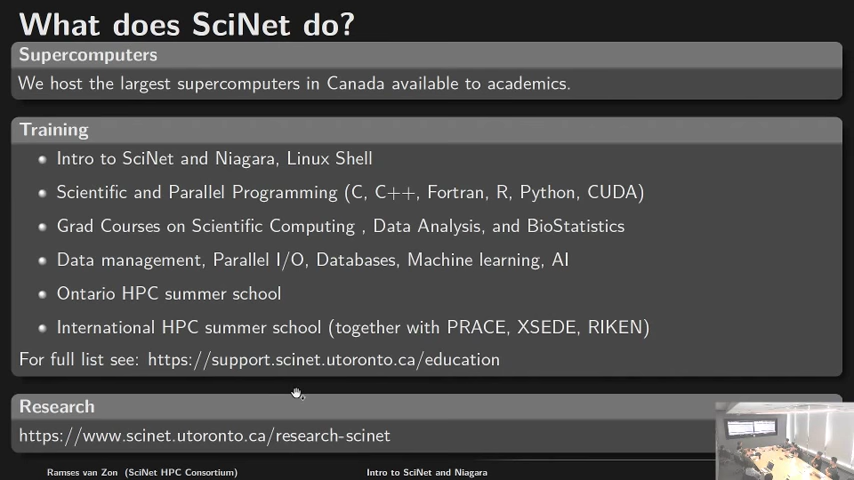 What does SciNet do?
Supercomputers
We host the largest supercomputers in Canada available to academics.
Training
Intro to SciNet and Niagara, Linux Shell
Scientific and Parallel Programming (C, C++, Fortran, R, Python, CUDA)
Grad Courses on Scientific Computing , Data Analysis, and BioStatistics
Data management, Parallel I/O, Databases, Machine learning, AI
Ontario HPC summer school
International HPC summer school (together with PRACE, XSEDE, RIKEN)
For full list see: https://support.scinet.utoronto.ca/education
Research
https://www.scinet.utoronto.ca/research-scinet
Ramses van Zon (SciNet HPC Consortium) Intro to SciNet and Niagara